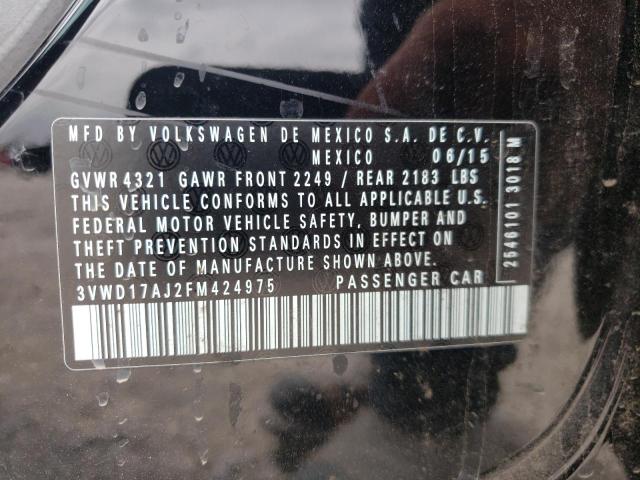 MFD BY VOLKSWAGEN DE MEXICO S.A. DE C.V.
MEXICO 06/15
GVWR 4321 GAWR FRONT 2249 / REAR 2183 LBS
THIS VEHICLE CONFORMS TO ALL APPLICABLE U.S.
FEDERAL MOTOR VEHICLE SAFETY, BUMPER AND
THEFT PREVENTION STANDARDS IN EFFECT ON
THE DATE OF MANUFACTURE SHOWN ABOVE.
3VWD17AJ2FM424975 PASSENGER CAR
2546101 3018 M